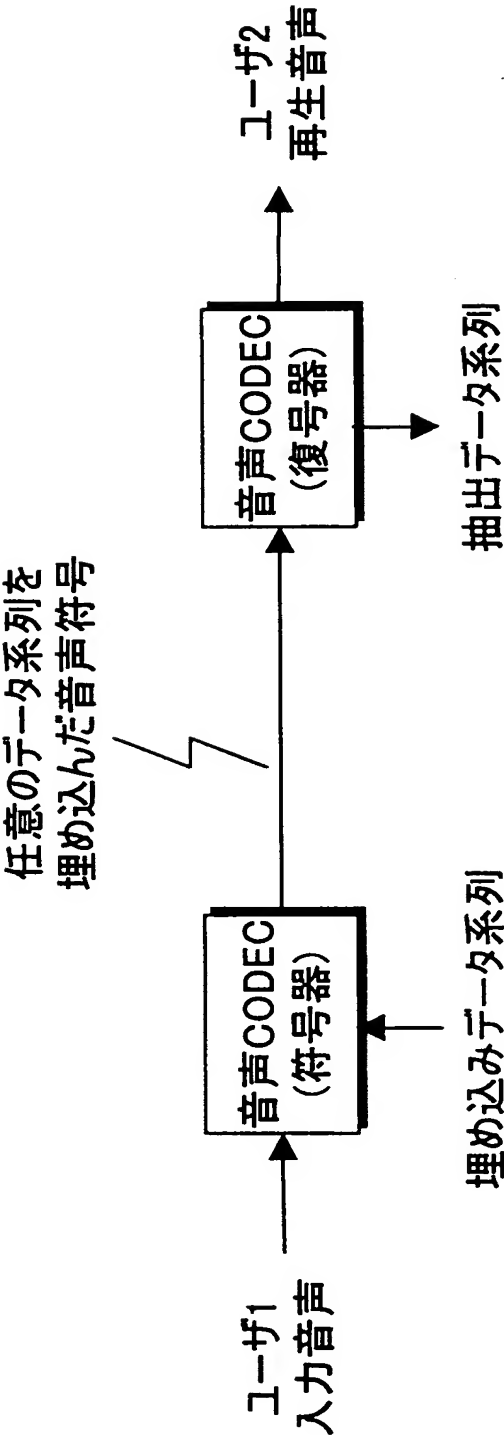 任意のデータ系列を
埋め込んだ音声符号
ユーザ1
入力音声
音声CODEC
(符号器)
埋め込みデータ系列
音声CODEC
(復号器)
抽出データ系列
ユーザ2
再生音声